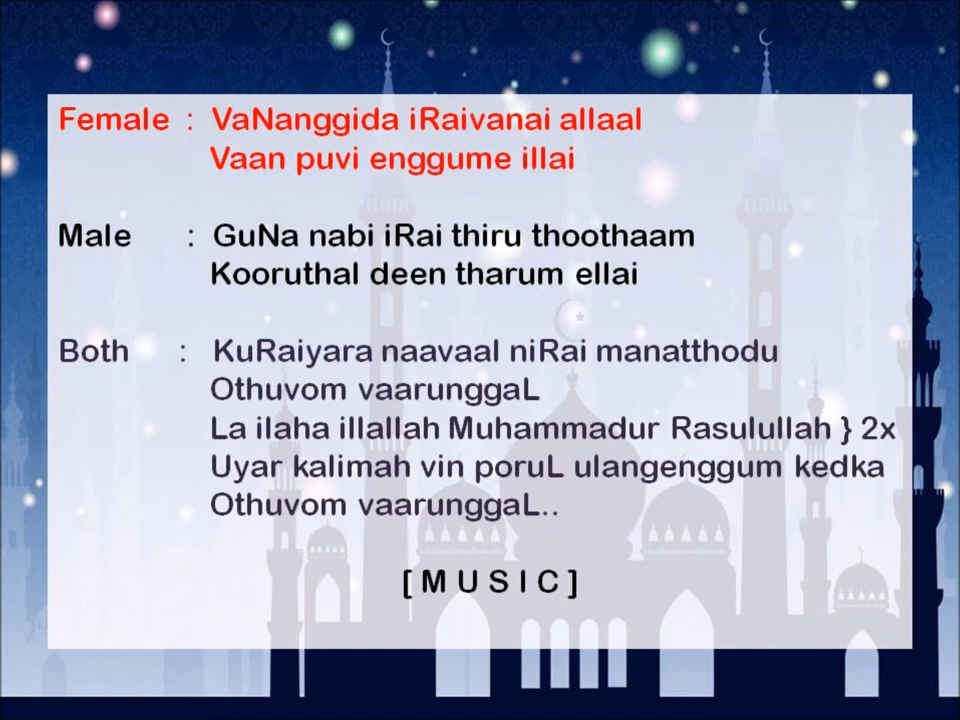 Female : VaNanggida iRaivanai allaal
Vaan puvi enggume illai
Male : GuNa nabi iRai thiru thoothaam
Kooruthal deen tharum ellai
Both : KuRaiyara naavaal niRai manatthodu
Othuvom vaarunggaL
La ilaha illallah Muhammadur Rasulullah } 2x
Uyar kalimah vin poruL ulangenggum kedka
Othuvom vaarunggaL..
[ M U S I C ]